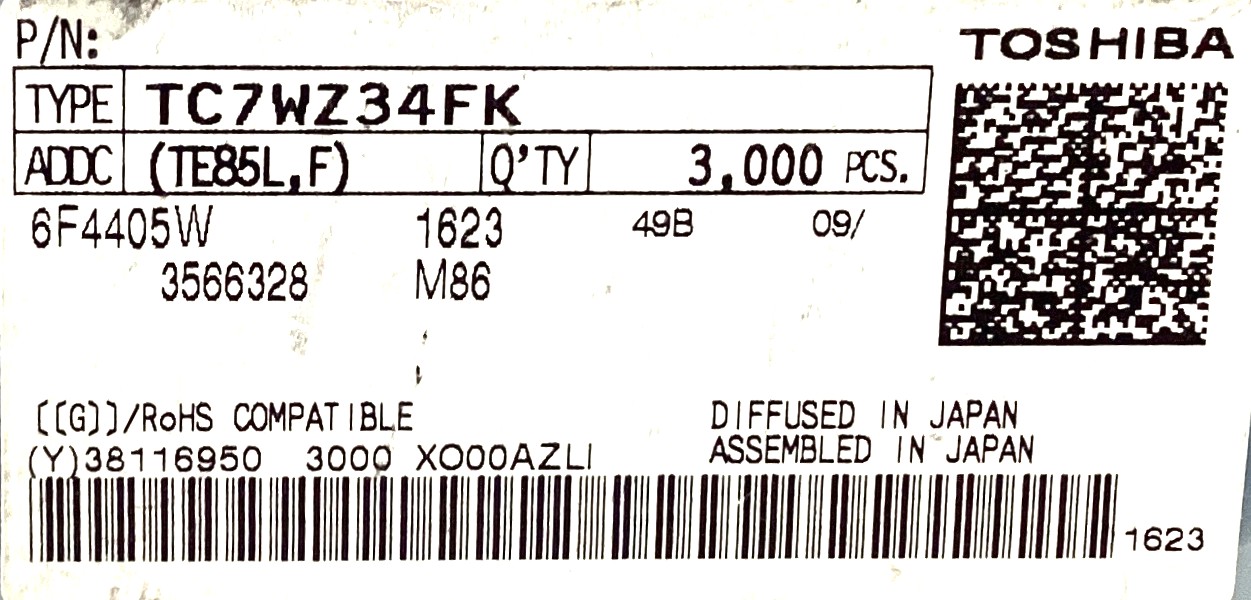 P/N:
TOSHIBA
TYPE TC7WZ34FK
ADDC (TE85L,F) Q'TY 3,000 PCS.
6F4405W 1623 49B 09/
3566328 M86
[[G]]/RoHS COMPATIBLE
DIFFUSED IN JAPAN
(Y)38116950 3000 XO00AZLI
ASSEMBLED IN JAPAN
1623